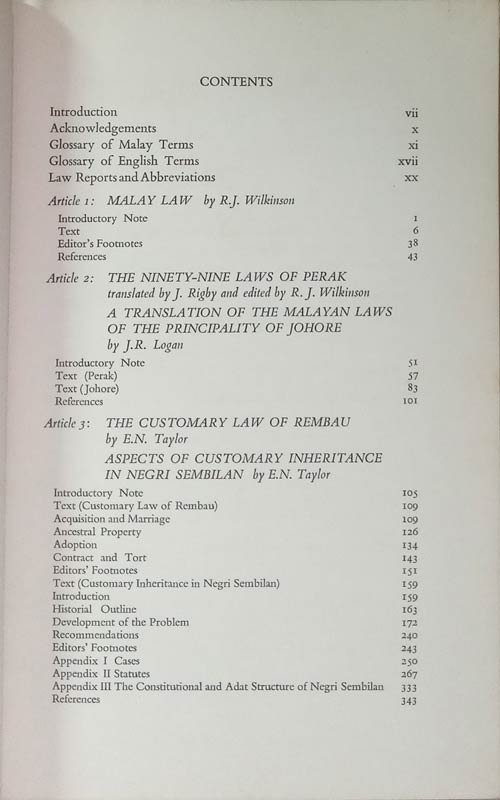 CONTENTS
Introduction vii
Acknowledgements x
Glossary of Malay Terms xi
Glossary of English Terms xvii
Law Reports and Abbreviations xx
Article 1: MALAY LAW by R.J. Wilkinson
Introductory Note 1
Text 6
Editor's Footnotes 38
References 43
Article 2: THE NINETY-NINE LAWS OF PERAK
translated by J. Rigby and edited by R. J. Wilkinson
A TRANSLATION OF THE MALAYAN LAWS
OF THE PRINCIPALITY OF JOHORE
by J.R. Logan
Introductory Note 51
Text (Perak) 57
Text (Johore) 83
References 101
Article 3: THE CUSTOMARY LAW OF REMBAU
by E.N. Taylor
ASPECTS OF CUSTOMARY INHERITANCE
IN NEGRI SEMBILAN by E.N. Taylor
Introductory Note 105
Text (Customary Law of Rembau) 109
Acquisition and Marriage 109
Ancestral Property 126
Adoption 134
Contract and Tort 143
Editors' Footnotes 151
Text (Customary Inheritance in Negri Sembilan) 159
Introduction 159
Historial Outline 163
Development of the Problem 172
Recommendations 240
Editors' Footnotes 243
Appendix I Cases 250
Appendix II Statutes 267
Appendix III The Constitutional and Adat Structure of Negri Sembilan 333
References 343